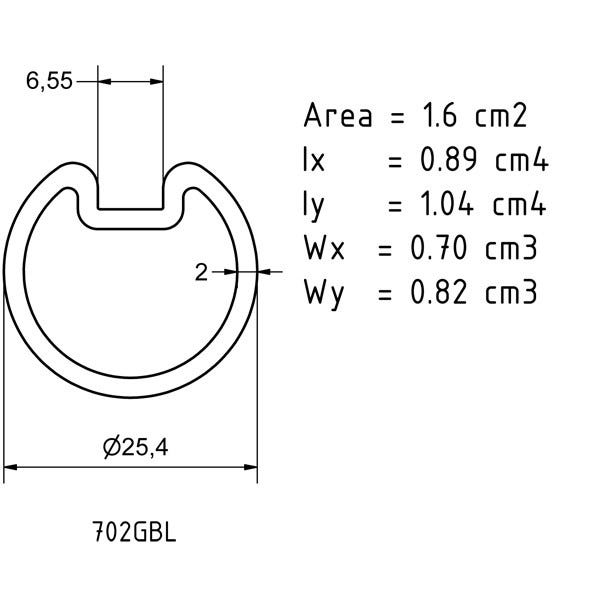 6,55
Area = 1.6 cm2
Ix = 0.89 cm4
Iy = 1.04 cm4
Wx = 0.70 cm3
Wy = 0.82 cm3
2
Ø25,4
702GBL